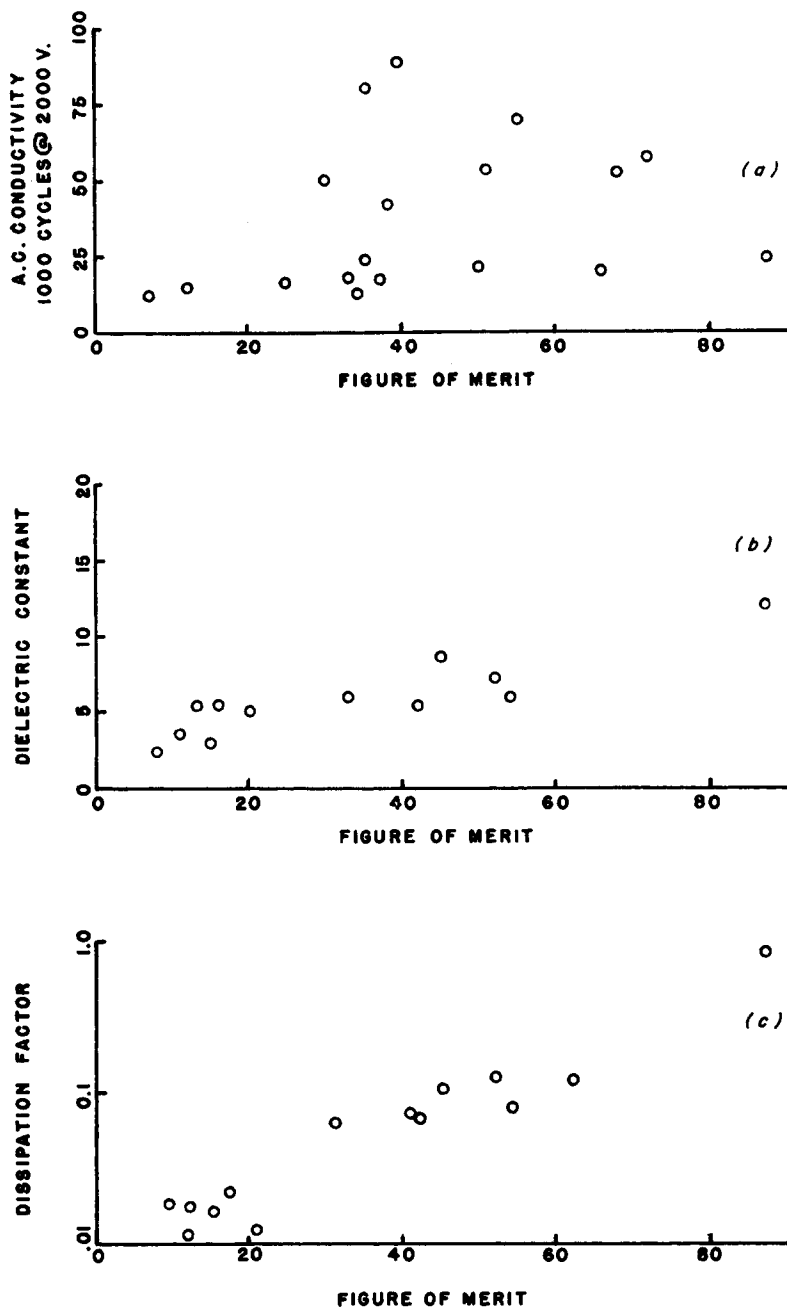 A.C. CONDUCTIVITY
1000 CYCLES @ 2000 V.
100
75
50
25
0
(a)
0 20 40 60 80
FIGURE OF MERIT
DIELECTRIC CONSTANT
20
15
10
5
0
(b)
0 20 40 60 80
FIGURE OF MERIT
DISSIPATION FACTOR
1.0
0.1
.01
(c)
0 20 40 60 80
FIGURE OF MERIT